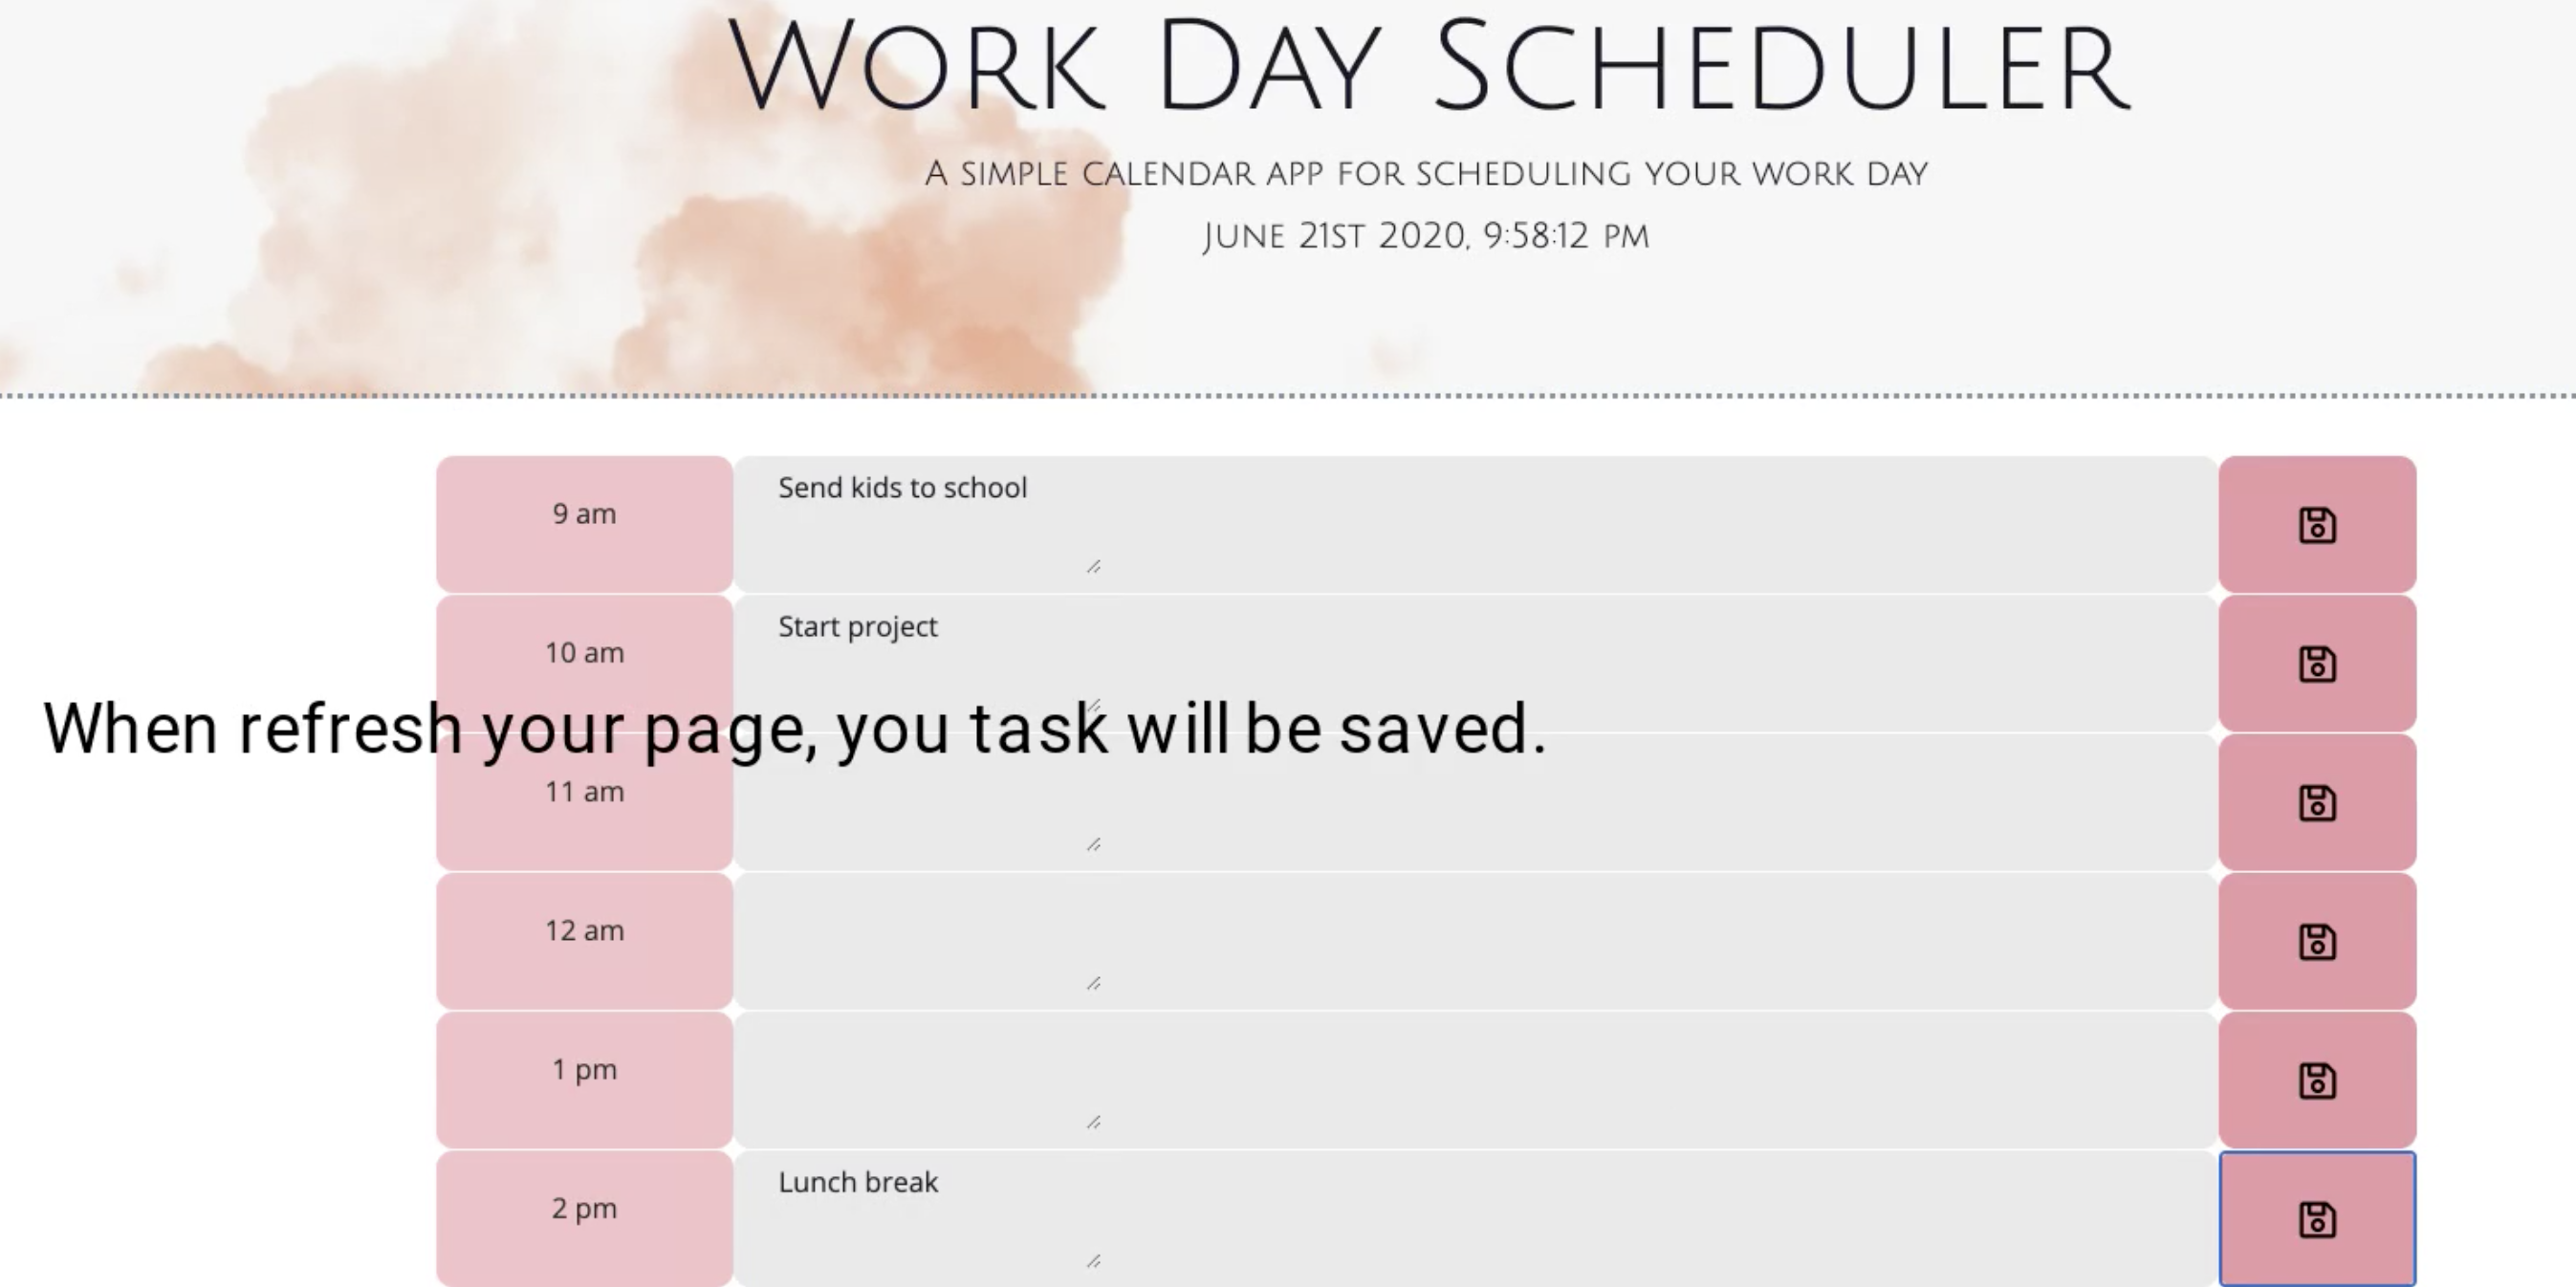 Work Day Scheduler
A simple calendar app for scheduling your work day
June 21st 2020, 9:58:12 pm
9 am
Send kids to school
10 am
Start project
When refresh your page, you task will be saved.
11 am
12 am
1 pm
2 pm
Lunch break